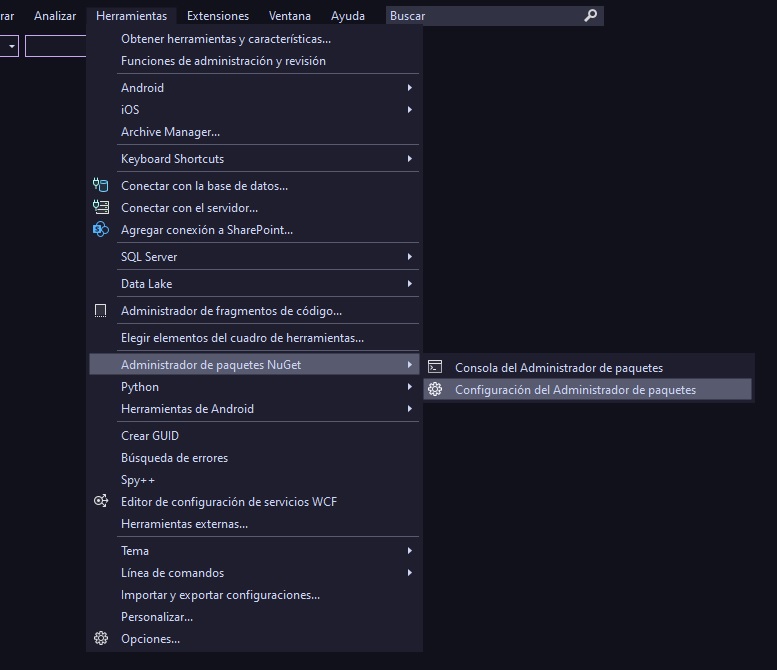 rar Analizar Herramientas Extensiones Ventana Ayuda Buscar
Obtener herramientas y características...
Funciones de administración y revisión
Android
iOS
Archive Manager...
Keyboard Shortcuts
Conectar con la base de datos...
Conectar con el servidor...
Agregar conexión a SharePoint...
SQL Server
Data Lake
Administrador de fragmentos de código...
Elegir elementos del cuadro de herramientas...
Administrador de paquetes NuGet
Consola del Administrador de paquetes
Configuración del Administrador de paquetes
Python
Herramientas de Android
Crear GUID
Búsqueda de errores
Spy++
Editor de configuración de servicios WCF
Herramientas externas...
Tema
Línea de comandos
Importar y exportar configuraciones...
Personalizar...
Opciones...